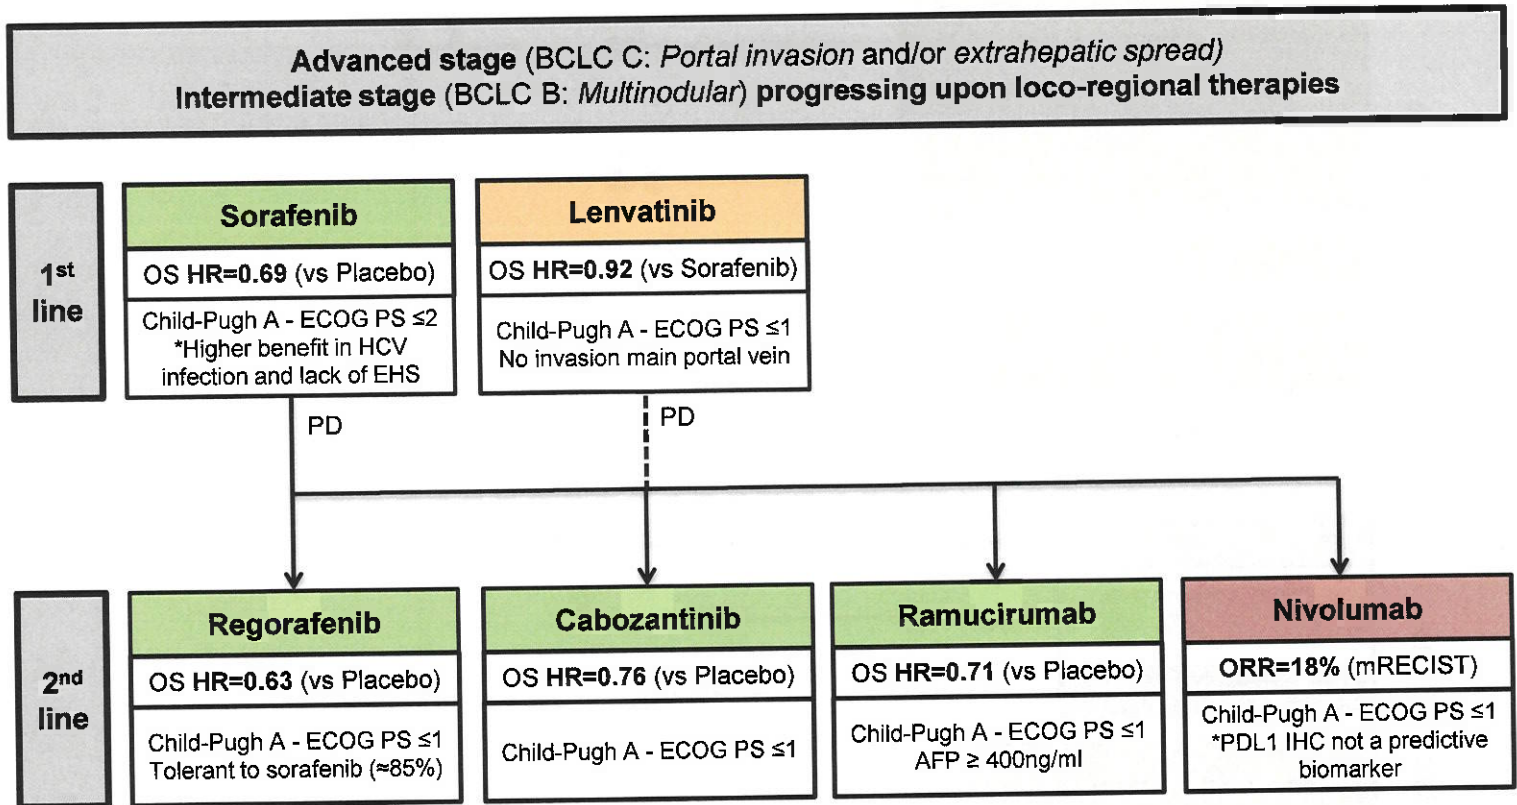 Advanced stage (BCLC C: Portal invasion and/or extrahepatic spread)
Intermediate stage (BCLC B: Multinodular) progressing upon loco-regional therapies
1st
line
Sorafenib
OS HR=0.69 (vs Placebo)
Child-Pugh A - ECOG PS ≤2
*Higher benefit in HCV
infection and lack of EHS
Lenvatinib
OS HR=0.92 (vs Sorafenib)
Child-Pugh A - ECOG PS ≤1
No invasion main portal vein
PD
PD
2nd
line
Regorafenib
OS HR=0.63 (vs Placebo)
Child-Pugh A - ECOG PS ≤1
Tolerant to sorafenib (≈85%)
Cabozantinib
OS HR=0.76 (vs Placebo)
Child-Pugh A - ECOG PS ≤1
Ramucirumab
OS HR=0.71 (vs Placebo)
Child-Pugh A - ECOG PS ≤1
AFP ≥ 400ng/ml
Nivolumab
ORR=18% (mRECIST)
Child-Pugh A - ECOG PS ≤1
*PDL1 IHC not a predictive
biomarker